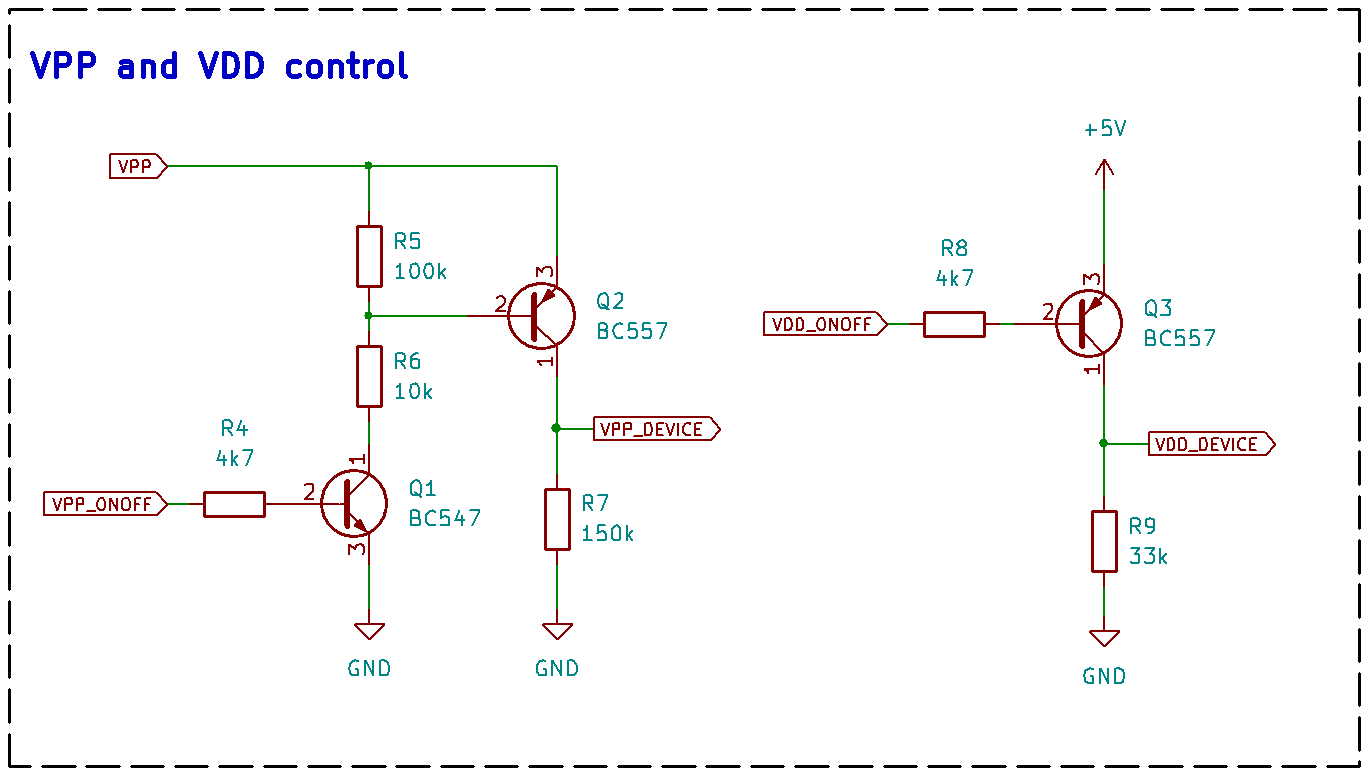 VPP and VDD control
+5V
VPP
R5
100k
R8
4k7
3
2
Q2
BC557
1
3
2
Q3
BC557
1
VDD_ONOFF
R6
10k
VPP_DEVICE
R4
4k7
VDD_DEVICE
1
2
Q1
BC547
3
VPP_ONOFF
R7
150k
R9
33k
GND
GND
GND